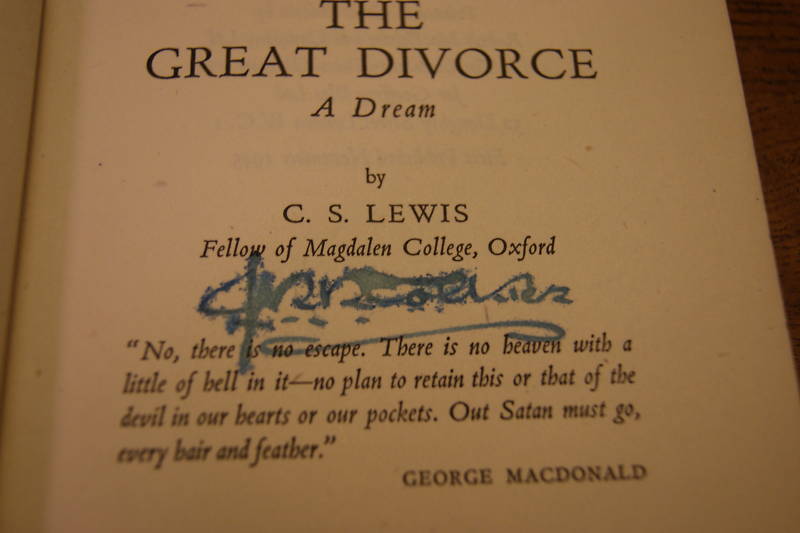 THE
GREAT DIVORCE
A Dream
by
C. S. LEWIS
Fellow of Magdalen College, Oxford
"No, there is no escape. There is no heaven with a
little of hell in it—no plan to retain this or that of the
devil in our hearts or our pockets. Out Satan must go,
every hair and feather."
GEORGE MACDONALD